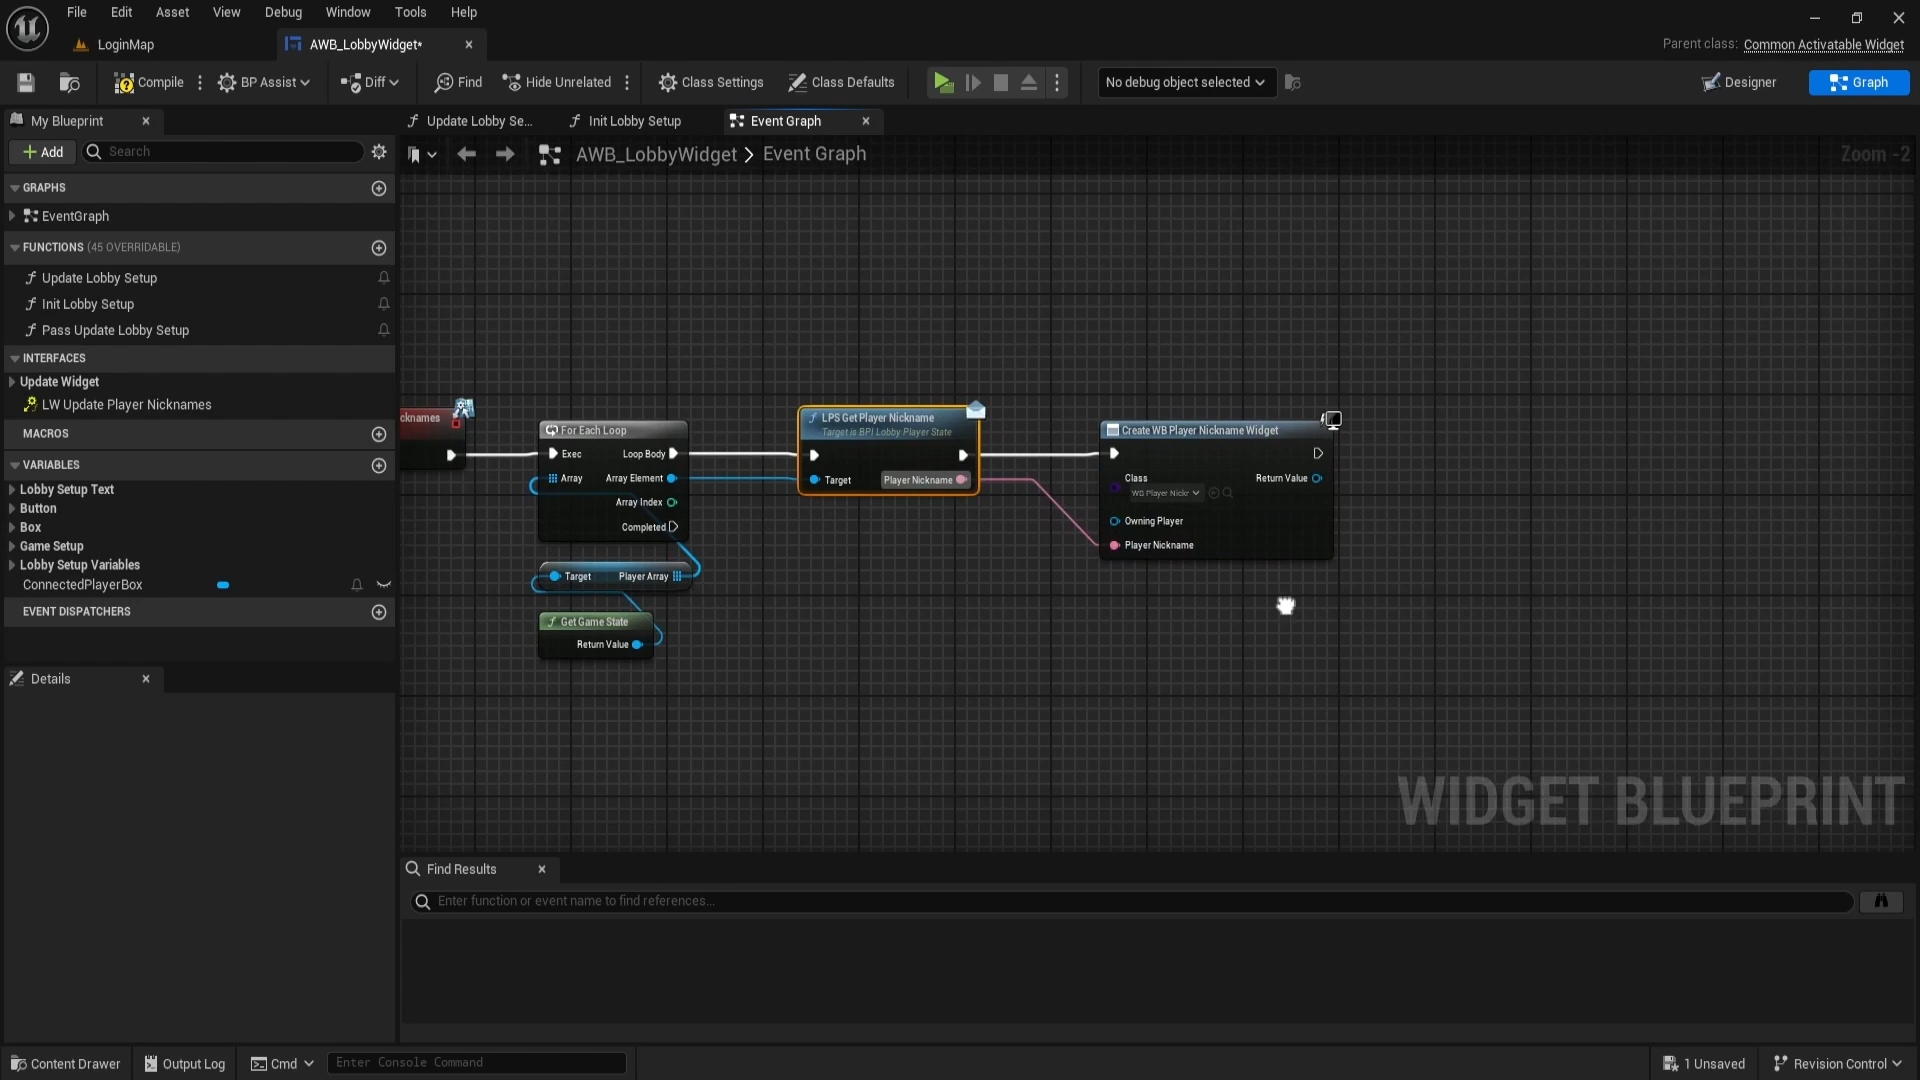 File Edit Asset View Debug Window Tools Help
LoginMap
AWB_LobbyWidget*
Parent class: Common Activatable Widget
Compile
BP Assist
Diff
Find
Hide Unrelated
Class Settings
Class Defaults
No debug object selected
Designer
Graph
My Blueprint
Update Lobby Se...
Init Lobby Setup
Event Graph
Add
Search
AWB_LobbyWidget > Event Graph
Zoom -2
GRAPHS
EventGraph
FUNCTIONS (45 OVERRIDABLE)
Update Lobby Setup
Init Lobby Setup
Pass Update Lobby Setup
INTERFACES
Update Widget
LW Update Player Nicknames
MACROS
VARIABLES
Lobby Setup Text
Button
Box
Game Setup
Lobby Setup Variables
ConnectedPlayerBox
EVENT DISPATCHERS
Details
cknames
For Each Loop
Exec
Loop Body
Array
Array Element
Array Index
Completed
Target
Player Array
Get Game State
Return Value
LPS Get Player Nickname
Target is BPI Lobby Player State
Target
Player Nickname
Create WB Player Nickname Widget
Class
Return Value
WB Player Nickr
Owning Player
Player Nickname
WIDGET BLUEPRINT
Find Results
Enter function or event name to find references...
Content Drawer
Output Log
Cmd
Enter Console Command
1 Unsaved
Revision Control